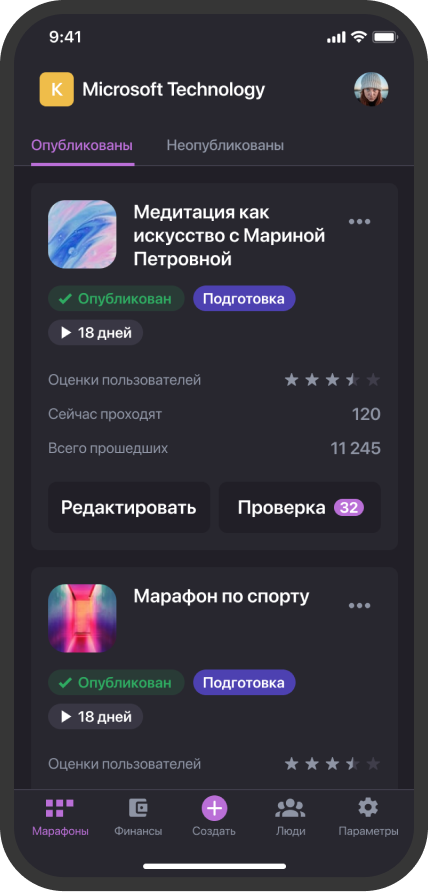 9:41
K Microsoft Technology
Опубликованы Неопубликованы
Медитация как
искусство с Мариной
Петровной
Опубликован Подготовка
18 дней
Оценки пользователей
Сейчас проходят 120
Всего прошедших 11 245
Редактировать Проверка 32
Марафон по спорту
Опубликован Подготовка
18 дней
Оценки пользователей
Марафоны Финансы Создать Люди Параметры